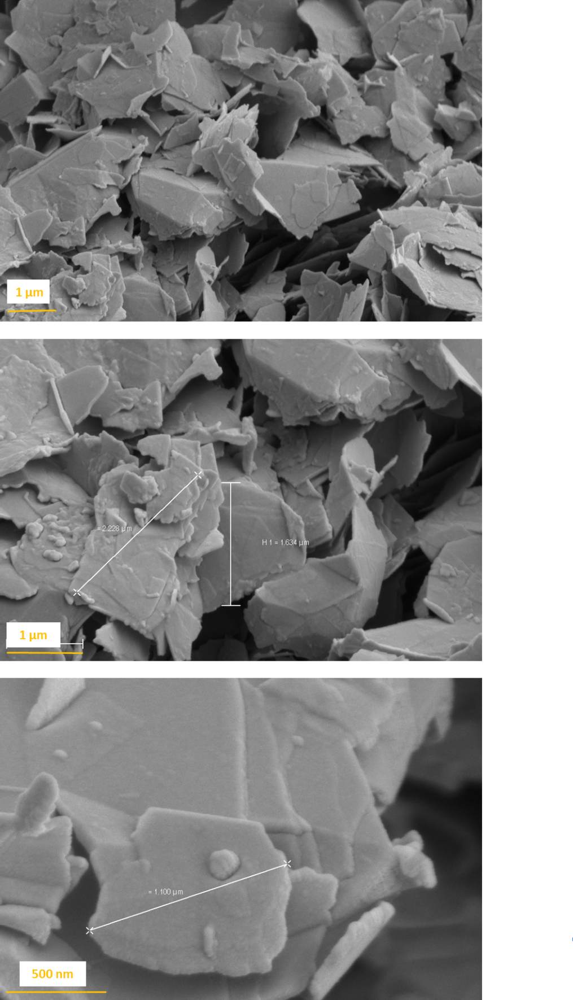 1 µm
= 2.228 µm
H 1 = 1.634 µm
1 µm
= 1.100 µm
500 nm